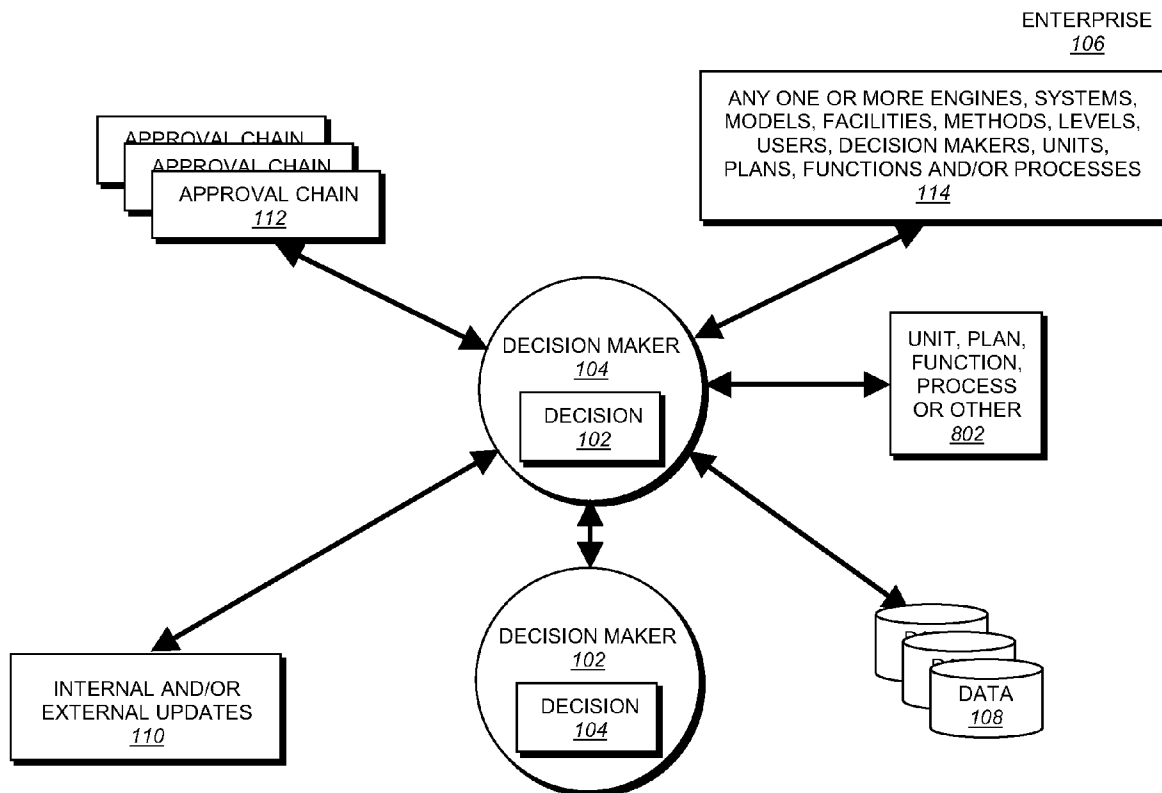 ENTERPRISE
106
ANY ONE OR MORE ENGINES, SYSTEMS,
MODELS, FACILITIES, METHODS, LEVELS,
USERS, DECISION MAKERS, UNITS,
PLANS, FUNCTIONS AND/OR PROCESSES
114
APPROVAL CHAIN
APPROVAL CHAIN
APPROVAL CHAIN
112
DECISION MAKER
104
DECISION
102
UNIT, PLAN,
FUNCTION,
PROCESS
OR OTHER
802
DECISION MAKER
102
DECISION
104
INTERNAL AND/OR
EXTERNAL UPDATES
110
DATA
108